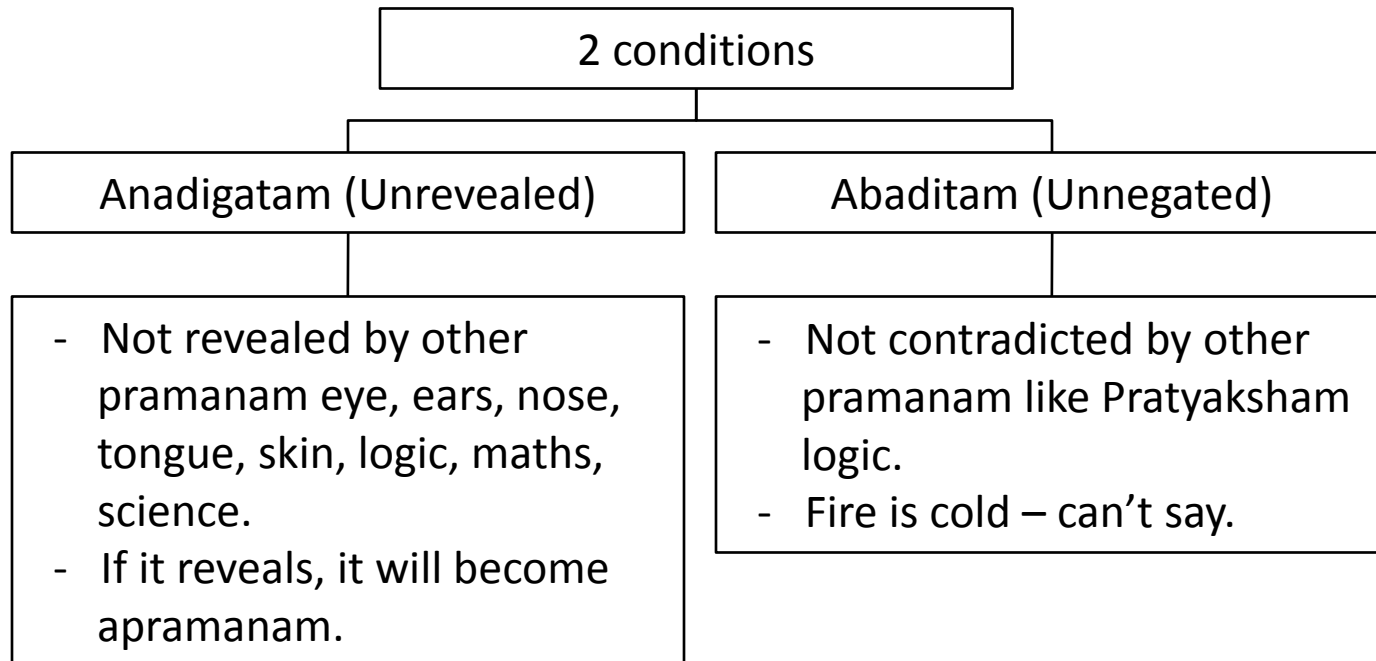 2 conditions
Anadigatam (Unrevealed)
Abaditam (Unnegated)
- Not revealed by other
pramanam eye, ears, nose,
tongue, skin, logic, maths,
science.
- If it reveals, it will become
apramanam.
- Not contradicted by other
pramanam like Pratyaksham
logic.
- Fire is cold – can’t say.